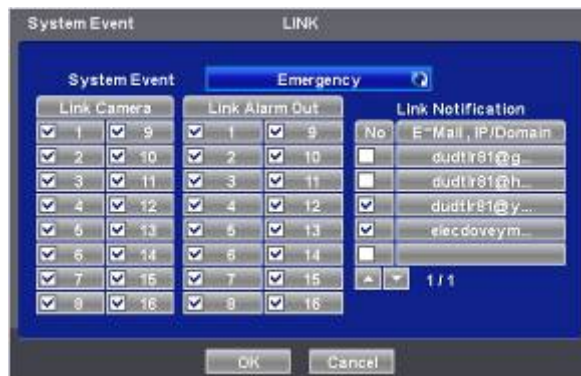 System Event LINK
System Event Emergency
Link Camera Link Alarm Out Link Notification
1 9 1 9 No E-Mail , IP/Domain
2 10 2 10 dudtlr81@g...
3 11 3 11 dudtlr81@h...
4 12 4 12 dudtlr81@y...
5 13 5 13 elecdoveym...
6 14 6 14
7 15 7 15 1 / 1
8 16 8 16
OK Cancel